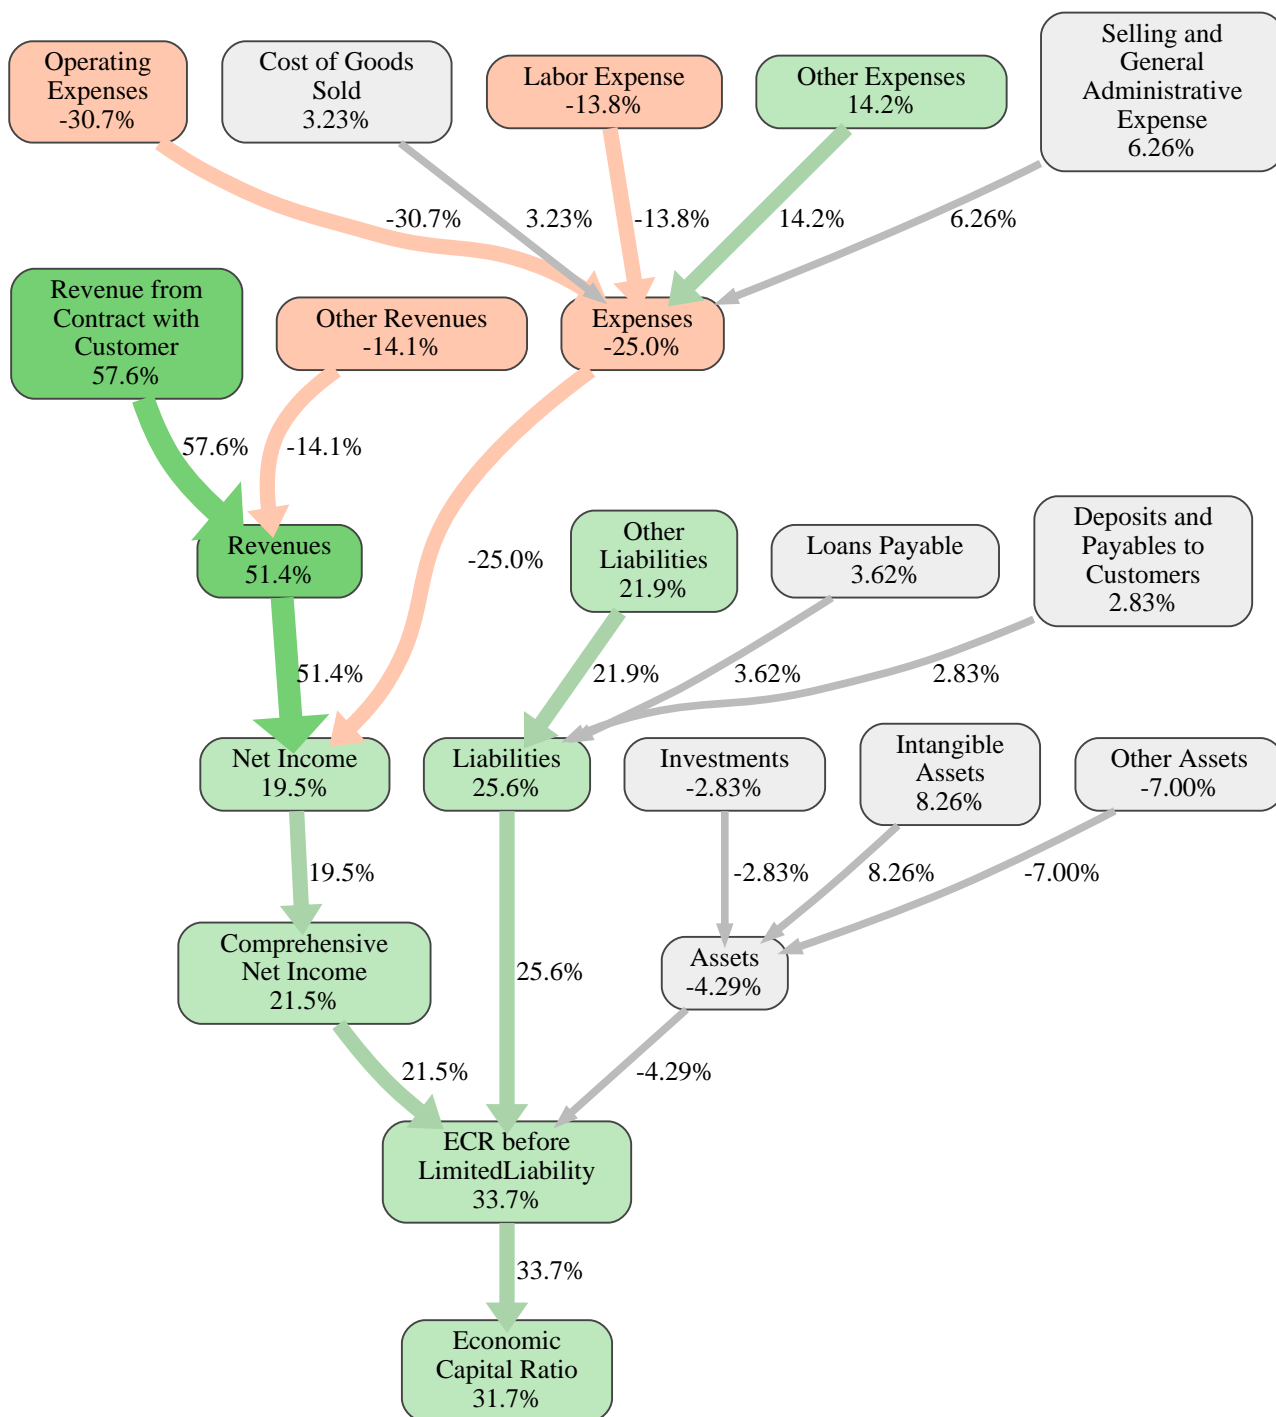 Operating
Expenses
-30.7%
Cost of Goods
Sold
3.23%
Labor Expense
-13.8%
Other Expenses
14.2%
Selling and
General
Administrative
Expense
6.26%
-30.7%
3.23%
-13.8%
14.2%
6.26%
Revenue from
Contract with
Customer
57.6%
Other Revenues
-14.1%
Expenses
-25.0%
57.6%
-14.1%
-25.0%
Revenues
51.4%
Other
Liabilities
21.9%
Loans Payable
3.62%
Deposits and
Payables to
Customers
2.83%
51.4%
21.9%
3.62%
2.83%
Net Income
19.5%
Liabilities
25.6%
Investments
-2.83%
Intangible
Assets
8.26%
Other Assets
-7.00%
19.5%
25.6%
-2.83%
8.26%
-7.00%
Comprehensive
Net Income
21.5%
Assets
-4.29%
21.5%
-4.29%
ECR before
LimitedLiability
33.7%
33.7%
Economic
Capital Ratio
31.7%